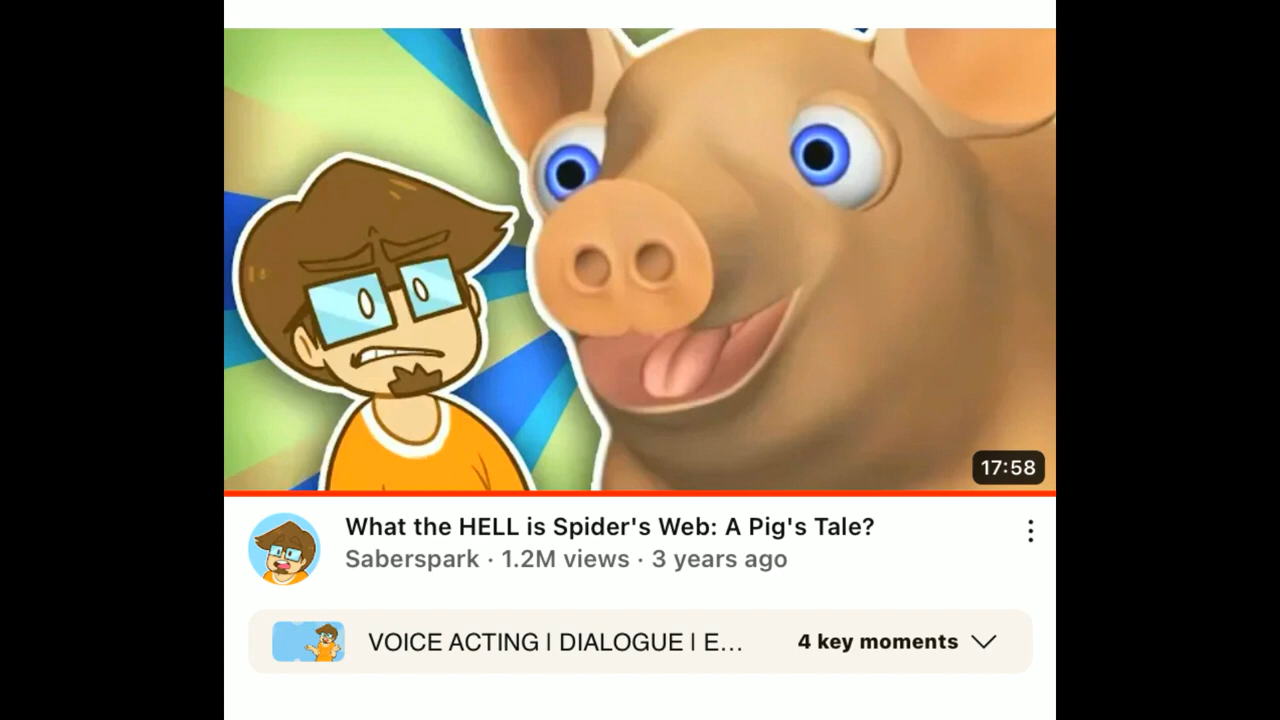 17:58
What the HELL is Spider's Web: A Pig's Tale?
Saberspark · 1.2M views · 3 years ago
VOICE ACTING | DIALOGUE | E... 4 key moments